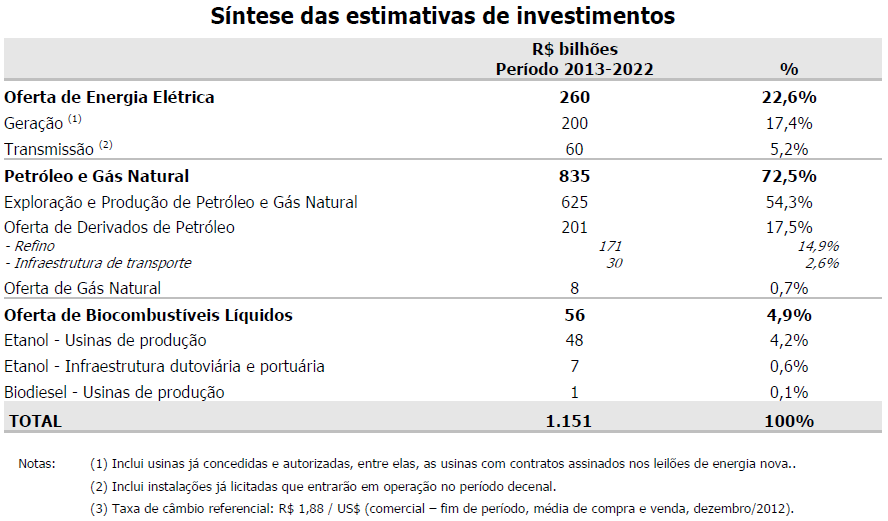 Síntese das estimativas de investimentos
R$ bilhões
Período 2013-2022 %
Oferta de Energia Elétrica 260 22,6%
Geração (1) 200 17,4%
Transmissão (2) 60 5,2%
Petróleo e Gás Natural 835 72,5%
Exploração e Produção de Petróleo e Gás Natural 625 54,3%
Oferta de Derivados de Petróleo 201 17,5%
- Refino 171 14,9%
- Infraestrutura de transporte 30 2,6%
Oferta de Gás Natural 8 0,7%
Oferta de Biocombustíveis Líquidos 56 4,9%
Etanol - Usinas de produção 48 4,2%
Etanol - Infraestrutura dutoviária e portuária 7 0,6%
Biodiesel - Usinas de produção 1 0,1%
TOTAL 1.151 100%
Notas: (1) Inclui usinas já concedidas e autorizadas, entre elas, as usinas com contratos assinados nos leilões de energia nova..
(2) Inclui instalações já licitadas que entrarão em operação no período decenal.
(3) Taxa de câmbio referencial: R$ 1,88 / US$ (comercial – fim de período, média de compra e venda, dezembro/2012).